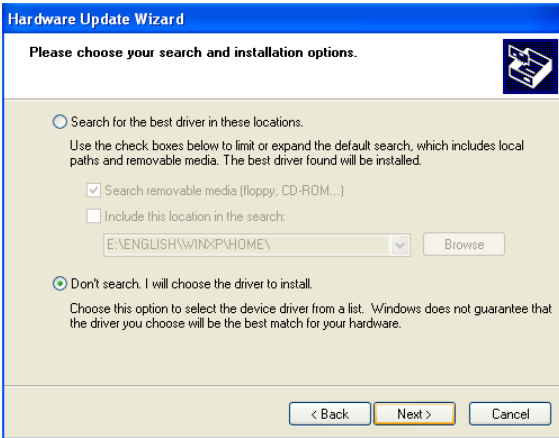 Hardware Update Wizard
Please choose your search and installation options.
Search for the best driver in these locations.
Use the check boxes below to limit or expand the default search, which includes local
paths and removable media. The best driver found will be installed.
Search removable media (floppy, CD-ROM...)
Include this location in the search:
E:\ENGLISH\WINXP\HOME\
Browse
Don't search. I will choose the driver to install.
Choose this option to select the device driver from a list. Windows does not guarantee that
the driver you choose will be the best match for your hardware.
< Back Next > Cancel